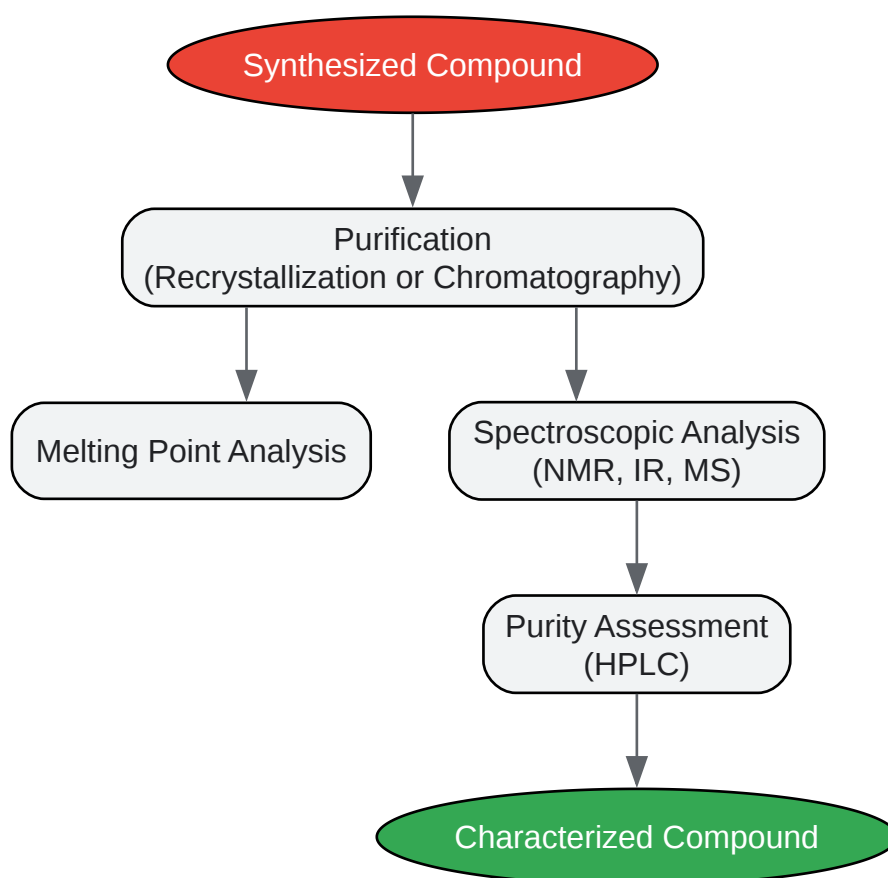 Synthesized Compound
Purification
(Recrystallization or Chromatography)
Melting Point Analysis
Spectroscopic Analysis
(NMR, IR, MS)
Purity Assessment
(HPLC)
Characterized Compound